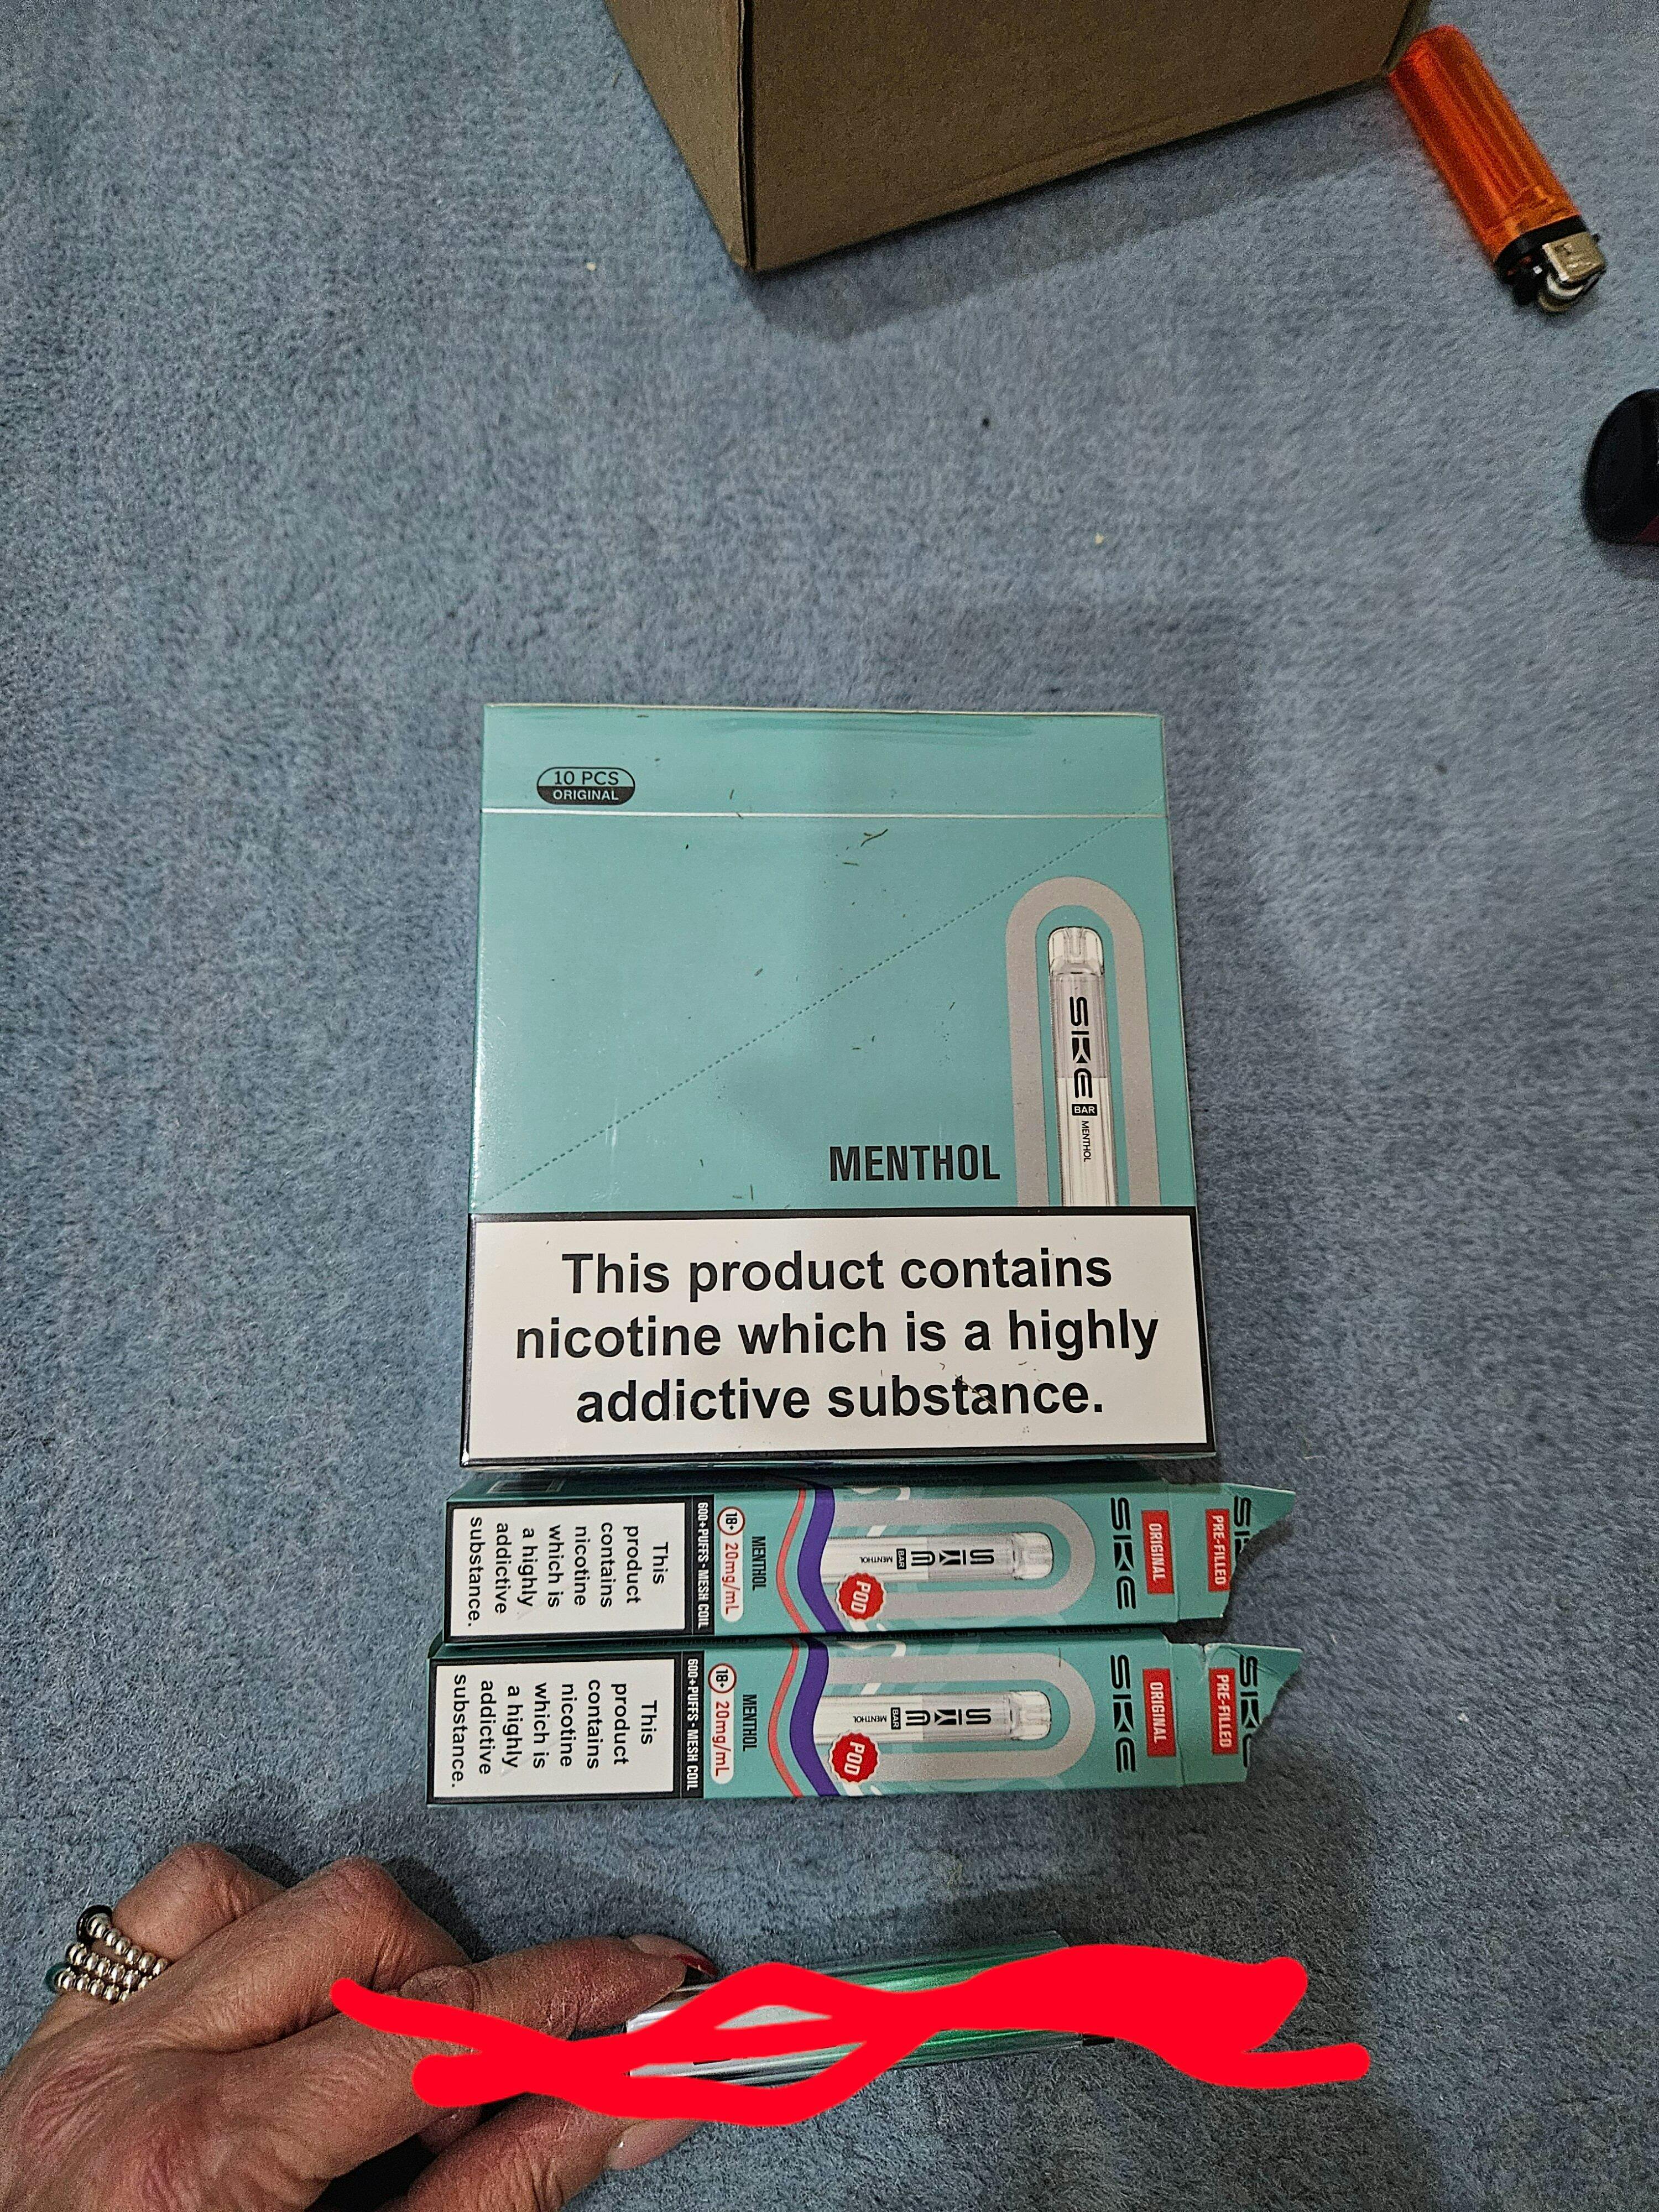 10 PCS
ORIGINAL
SKE
BAR
MENTHOL
MENTHOL
This product contains
nicotine which is a highly
addictive substance.
SKE
PRE-FILLED
ORIGINAL
SKE
SKE
BAR
MENTHOL
POD
MENTHOL
18+ 20mg/mL
600+PUFFS - MESH COIL
This
product
contains
nicotine
which is
a highly
addictive
substance.
SKE
PRE-FILLED
ORIGINAL
SKE
SKE
BAR
MENTHOL
POD
MENTHOL
18+ 20mg/mL
600+PUFFS - MESH COIL
This
product
contains
nicotine
which is
a highly
addictive
substance.